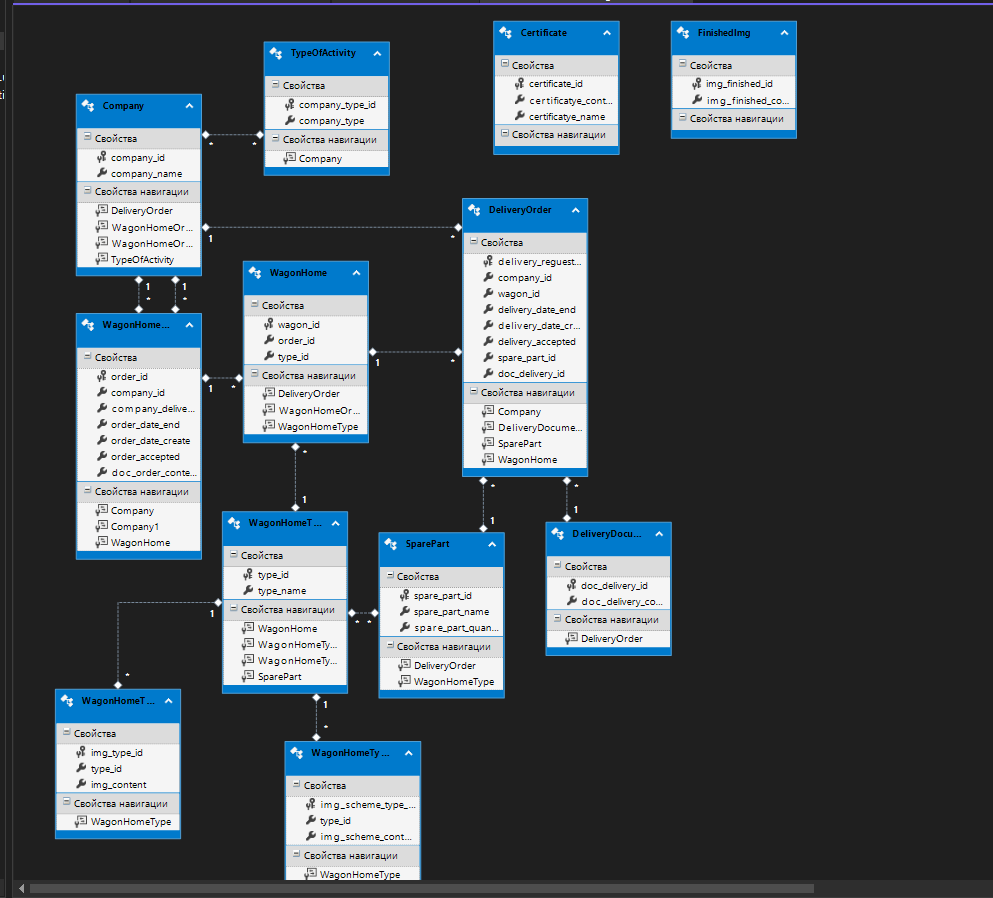 Certificate
Свойства
certificate_id
certificatye_cont...
certificatye_name
Свойства навигации
FinishedImg
Свойства
img_finished_id
img_finished_co...
Свойства навигации
TypeOfActivity
Свойства
company_type_id
company_type
Свойства навигации
Company
Company
Свойства
company_id
company_name
Свойства навигации
DeliveryOrder
WagonHomeOr...
WagonHomeOr...
TypeOfActivity
* *
1 *
1 1
* *
DeliveryOrder
Свойства
delivery_reguest...
company_id
wagon_id
delivery_date_end
delivery_date_cr...
delivery_accepted
spare_part_id
doc_delivery_id
Свойства навигации
Company
DeliveryDocume...
SparePart
WagonHome
WagonHome
Свойства
wagon_id
order_id
type_id
Свойства навигации
DeliveryOrder
WagonHomeOr...
WagonHomeType
1 *
WagonHome...
Свойства
order_id
company_id
company_delive...
order_date_end
order_date_create
order_accepted
doc_order_conte...
Свойства навигации
Company
Company1
WagonHome
1 *
*
1
* *
1 1
WagonHomeT...
Свойства
type_id
type_name
Свойства навигации
WagonHome
WagonHomeTy...
WagonHomeTy...
SparePart
* *
SparePart
Свойства
spare_part_id
spare_part_name
spare_part_quan...
Свойства навигации
DeliveryOrder
WagonHomeType
DeliveryDocu...
Свойства
doc_delivery_id
doc_delivery_co...
Свойства навигации
DeliveryOrder
1
*
WagonHomeT...
Свойства
img_type_id
type_id
img_content
Свойства навигации
WagonHomeType
1
*
WagonHomeTy...
Свойства
img_scheme_type_...
type_id
img_scheme_cont...
Свойства навигации
WagonHomeType